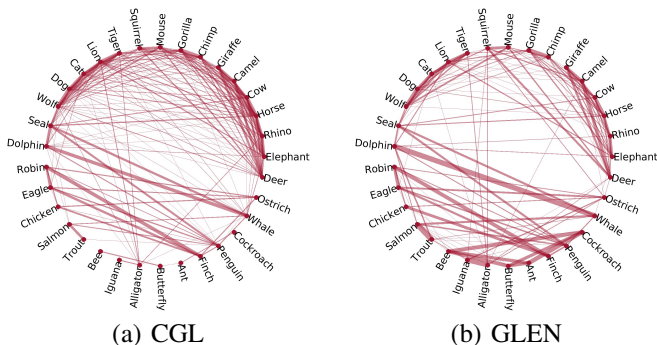 Squirrel
Mouse
Gorilla
Chimp
Giraffe
Camel
Cow
Horse
Rhino
Elephant
Deer
Ostrich
Whale
Cockroach
Penguin
Finch
Ant
Butterfly
Alligator
Iguana
Bee
Trout
Salmon
Chicken
Eagle
Robin
Dolphin
Seal
Wolf
Dog
Cat
Lion
Tiger
(a) CGL
Squirrel
Mouse
Gorilla
Chimp
Giraffe
Camel
Cow
Horse
Rhino
Elephant
Deer
Ostrich
Whale
Cockroach
Penguin
Finch
Ant
Butterfly
Alligator
Iguana
Bee
Trout
Salmon
Chicken
Eagle
Robin
Dolphin
Seal
Wolf
Dog
Cat
Lion
Tiger
(b) GLEN